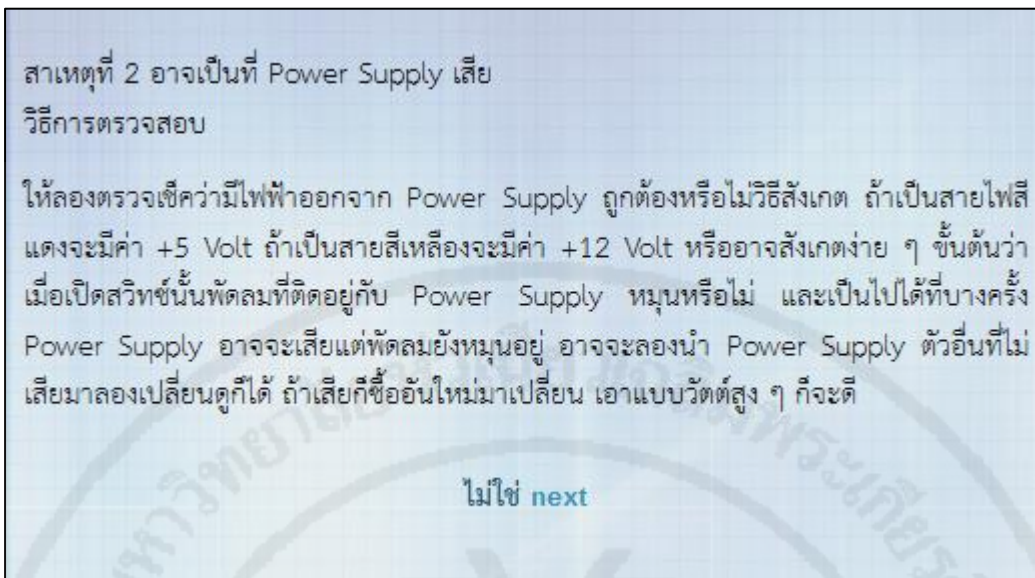 สาเหตุที่ 2 อาจเป็นที่ Power Supply เสีย
วิธีการตรวจสอบ
ให้ลองตรวจเช็คว่ามีไฟฟ้าออกจาก Power Supply ถูกต้องหรือไม่วิธีสังเกต ถ้าเป็นสายไฟสี
แดงจะมีค่า +5 Volt ถ้าเป็นสายสีเหลืองจะมีค่า +12 Volt หรืออาจสังเกตง่าย ๆ ขั้นต้นว่า
เมื่อเปิดสวิทช์นั้นพัดลมที่ติดอยู่กับ Power Supply หมุนหรือไม่ และเป็นไปได้ที่บางครั้ง
Power Supply อาจจะเสียแต่พัดลมยังหมุนอยู่ อาจจะลองนำ Power Supply ตัวอื่นที่ไม่
เสียมาลองเปลี่ยนดูก็ได้ ถ้าเสียก็ซื้ออันใหม่มาเปลี่ยน เอาแบบวัตต์สูง ๆ ก็จะดี
ไม่ใช่ next